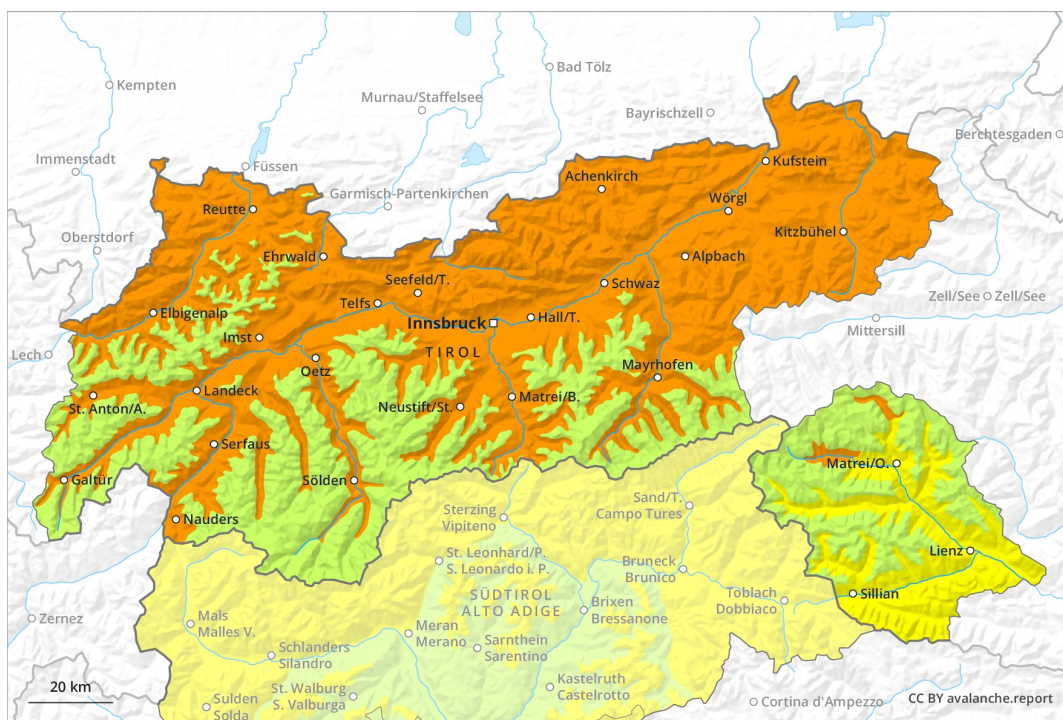 Kempten
Bad Tölz
Murnau/Staffelsee
Bayrischzell
Berchtesgaden
Immenstadt
Füssen
Kufstein
Achenkirch
Garmisch-Partenkirchen
Wörgl
Reutte
Oberstdorf
Kitzbühel
Ehrwald
Alpbach
Seefeld/T.
Schwaz
Zell/See
Zell/See
Telfs
Elbigenalp
Hall/T.
Innsbruck
Mittersill
Imst
Lech
TIROL
Oetz
Mayrhofen
Landeck
Matrei/B.
St. Anton/A.
Neustift/St.
Serfaus
Matrei/O.
Galtür
Sölden
Sand/T.
Campo Tures
Sterzing
Vipiteno
Nauders
Lienz
St. Leonhard/P.
S. Leonardo i. P.
Bruneck
Brunico
SÜDTIROL
ALTO ADIGE
Toblach
Dobbiaco
Sillian
Brixen
Bressanone
Zernez
Mals
Malles V.
Meran
Merano
Sarnthein
Sarentino
Schlanders
Silandro
Kastelruth
Castelrotto
20 km
St. Walburg
S. Valburga
Sulden
Solda
Cortina d'Ampezzo
CC BY avalanche.report